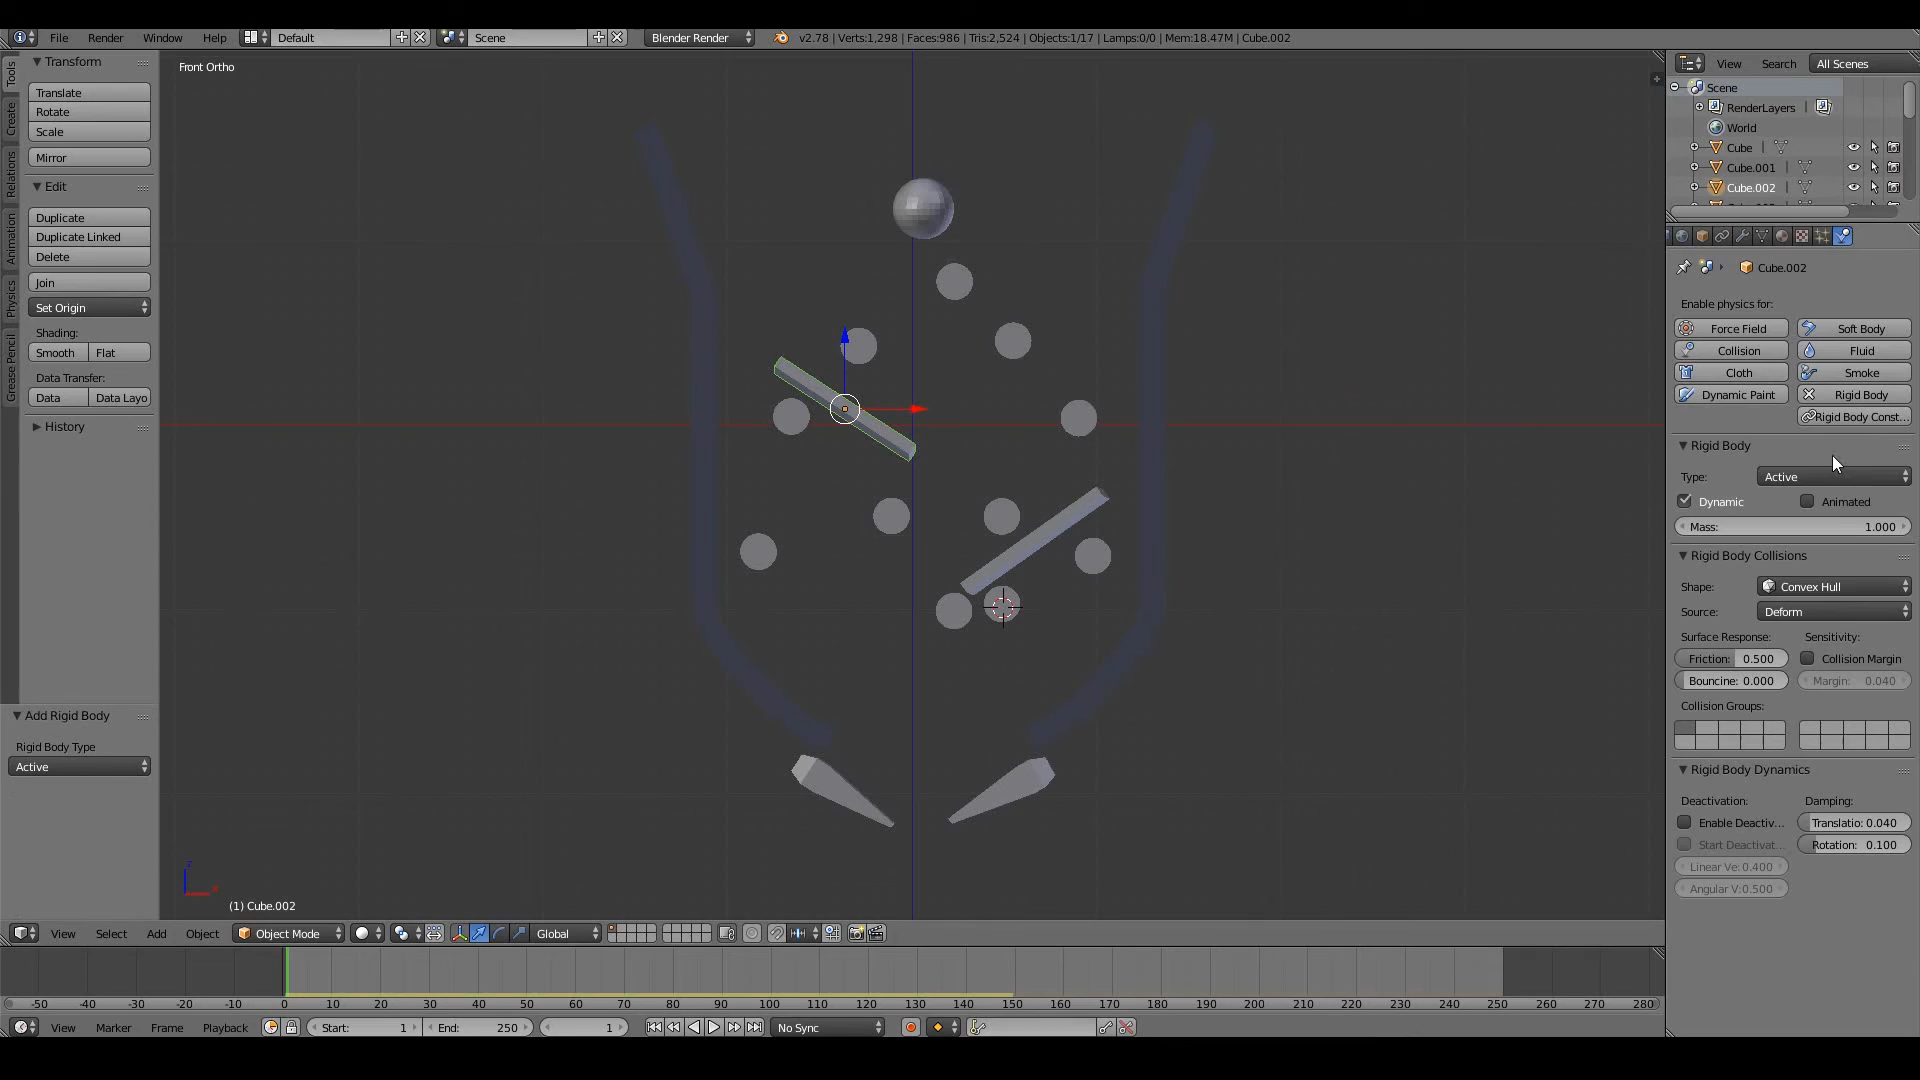 File Render Window Help Default Scene Blender Render v2.78 | Verts:1,298 | Faces:986 | Tris:2,524 | Objects:1/17 | Lamps:0/0 | Mem:18.47M | Cube.002
Tools
Create
Relations
Animation
Physics
Grease Pencil
Transform
Translate
Rotate
Scale
Mirror
Edit
Duplicate
Duplicate Linked
Delete
Join
Set Origin
Shading:
Smooth Flat
Data Transfer:
Data Data Layo
History
Add Rigid Body
Rigid Body Type
Active
Front Ortho
z
x
(1) Cube.002
View Search All Scenes
Scene
RenderLayers |
World
Cube |
Cube.001 |
Cube.002 |
Cube.002
Enable physics for:
Force Field Soft Body
Collision Fluid
Cloth Smoke
Dynamic Paint Rigid Body
Rigid Body Const...
Rigid Body
Type: Active
Dynamic Animated
Mass: 1.000
Rigid Body Collisions
Shape: Convex Hull
Source: Deform
Surface Response: Sensitivity:
Friction: 0.500 Collision Margin
Bouncine: 0.000 Margin: 0.040
Collision Groups:
Rigid Body Dynamics
Deactivation: Damping:
Enable Deactiv... Translatio: 0.040
Start Deactivat... Rotation: 0.100
Linear Ve: 0.400
Angular V:0.500
View Select Add Object Object Mode Global
-50 -40 -30 -20 -10 0 10 20 30 40 50 60 70 80 90 100 110 120 130 140 150 160 170 180 190 200 210 220 230 240 250 260 270 280
View Marker Frame Playback Start: 1 End: 250 1 No Sync